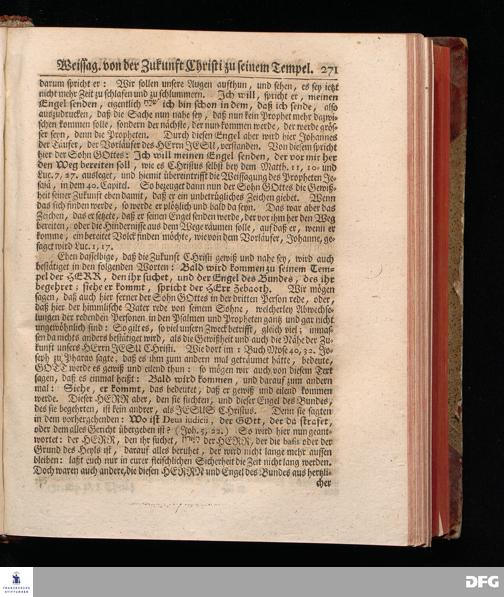 Weissag. von der Zukunft Christi zu seinem Tempel. 271
darum spricht er: Wir sollen unsere Augen aufthun, und sehen, es sey jetzt
nicht mehr Zeit zu schlafen und zu schlummern. Ich will, spricht er, meinen
Engel senden, eigentlich ich bin schon in dem, daß ich sende, also
auszudrucken, daß die Sache nun nahe sey, daß nun kein Prophet mehr dazwi-
schen kommen solle, sondern der nächste, der nun kommen werde, der werde grös-
ser seyn, denn die Propheten. Durch diesen Engel aber wird hier Johannes
der Täufer, der Vorläufer des HErrn JESU, verstanden. Von diesem spricht
hier der Sohn GOttes: Ich will meinen Engel senden, der vor mir her
den Weg bereiten soll, wie es Christus selbst bey dem Matth. 11, 10. und
Luc. 7, 27. ausleget, und hiemit übereintrifft die Weissagung des Propheten Je-
saiä, in dem 40. Capitel. So bezeuget dann nun der Sohn GOttes die Gewiß-
heit seiner Zukunft eben damit, daß er ein unbetrügliches Zeichen giebet. Wenn
das sich finden werde, so werde er plötzlich und bald da seyn. Das war aber das
Zeichen, das er setzte, daß er seinen Engel senden werde, der vor ihm her den Weg
bereiten, oder die Hindernisse aus dem Wege räumen solle, auf daß er, wenn er
komme, ein bereitet Volck finden möchte, wie von dem Vorläufer, Johanne, ge-
saget wird Luc. 1, 17.
Eben dasselbige, daß die Zukunft Christi gewiß und nahe sey, wird auch
bestätiget in den folgenden Worten: Bald wird kommen zu seinem Tem-
pel der HERR, den ihr suchet, und der Engel des Bundes, des ihr
begehret; siehe er kommt, spricht der HErr Zebaoth. Wir mögen
sagen, daß auch hier ferner der Sohn GOttes in der dritten Person rede, oder,
daß hier der himmlische Vater rede von seinem Sohne, welcherley Abwechse-
lungen der redenden Personen in den Psalmen und Propheten gantz und gar nicht
ungewöhnlich sind: So gilt es, so viel unsern Zweck betrifft, gleich viel; inmas-
sen da nichts anders bestätiget wird, als die Gewißheit und auch die Nähe der Zu-
kunft unsers HErrn JESU Christi. Wie dort im 1 Buch Mose 40, 32. Jo-
seph zu Pharao sagte, daß es ihm zum andern mal geträumet hätte, bedeute,
GOTT werde es gewiß und eilend thun: so mögen wir auch von diesem Text
sagen, daß es einmal heißt: Bald wird kommen, und darauf zum andern
mal: Siehe, er kommt, das bedeutet, daß er gewiß und eilend kommen
werde. Dieser HERR aber, den sie suchten, und dieser Engel des Bundes,
des sie begehrten, ist kein andrer, als JESUS Christus. Denn sie sagten
in dem vorhergehenden: Wo ist Deus iudicii, der GOtt, der da strafet,
oder dem alles Gericht übergeben ist? (Joh. 5, 22.) So wird hier nun geant-
wortet: der HERR, den ihr suchet, der HERR, der die basis oder der
Grund des Heyls ist, darauf alles beruhet, der wird nicht lange mehr aussen
bleiben: laßt euch nur in eurer fleischlichen Sicherheit die Zeit nicht lang werden.
Doch waren auch andere, die diesen HERRN und Engel des Bundes aus hertzli-
cher
FRANCKESCHE
STIFTUNGEN
DFG